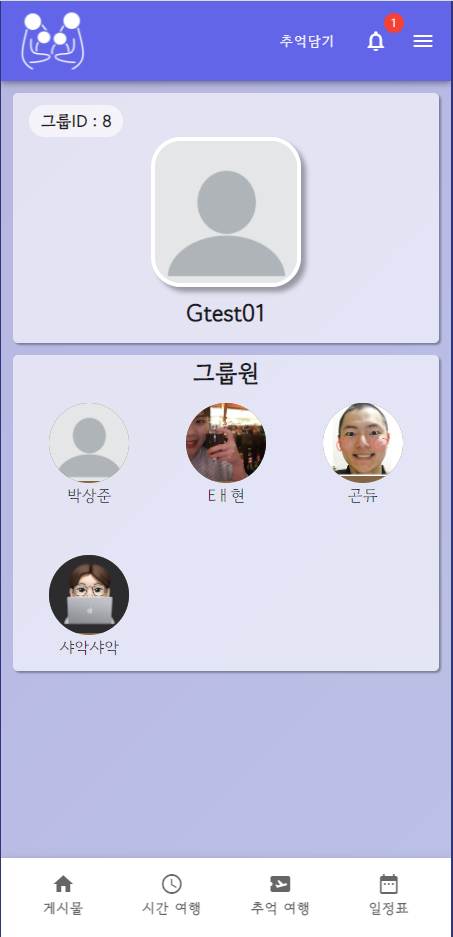 추억담기
1
그룹ID : 8
Gtest01
그룹원
박상준
Eㅐ현
곤듀
샤악샤악
게시물
시간 여행
추억 여행
일정표